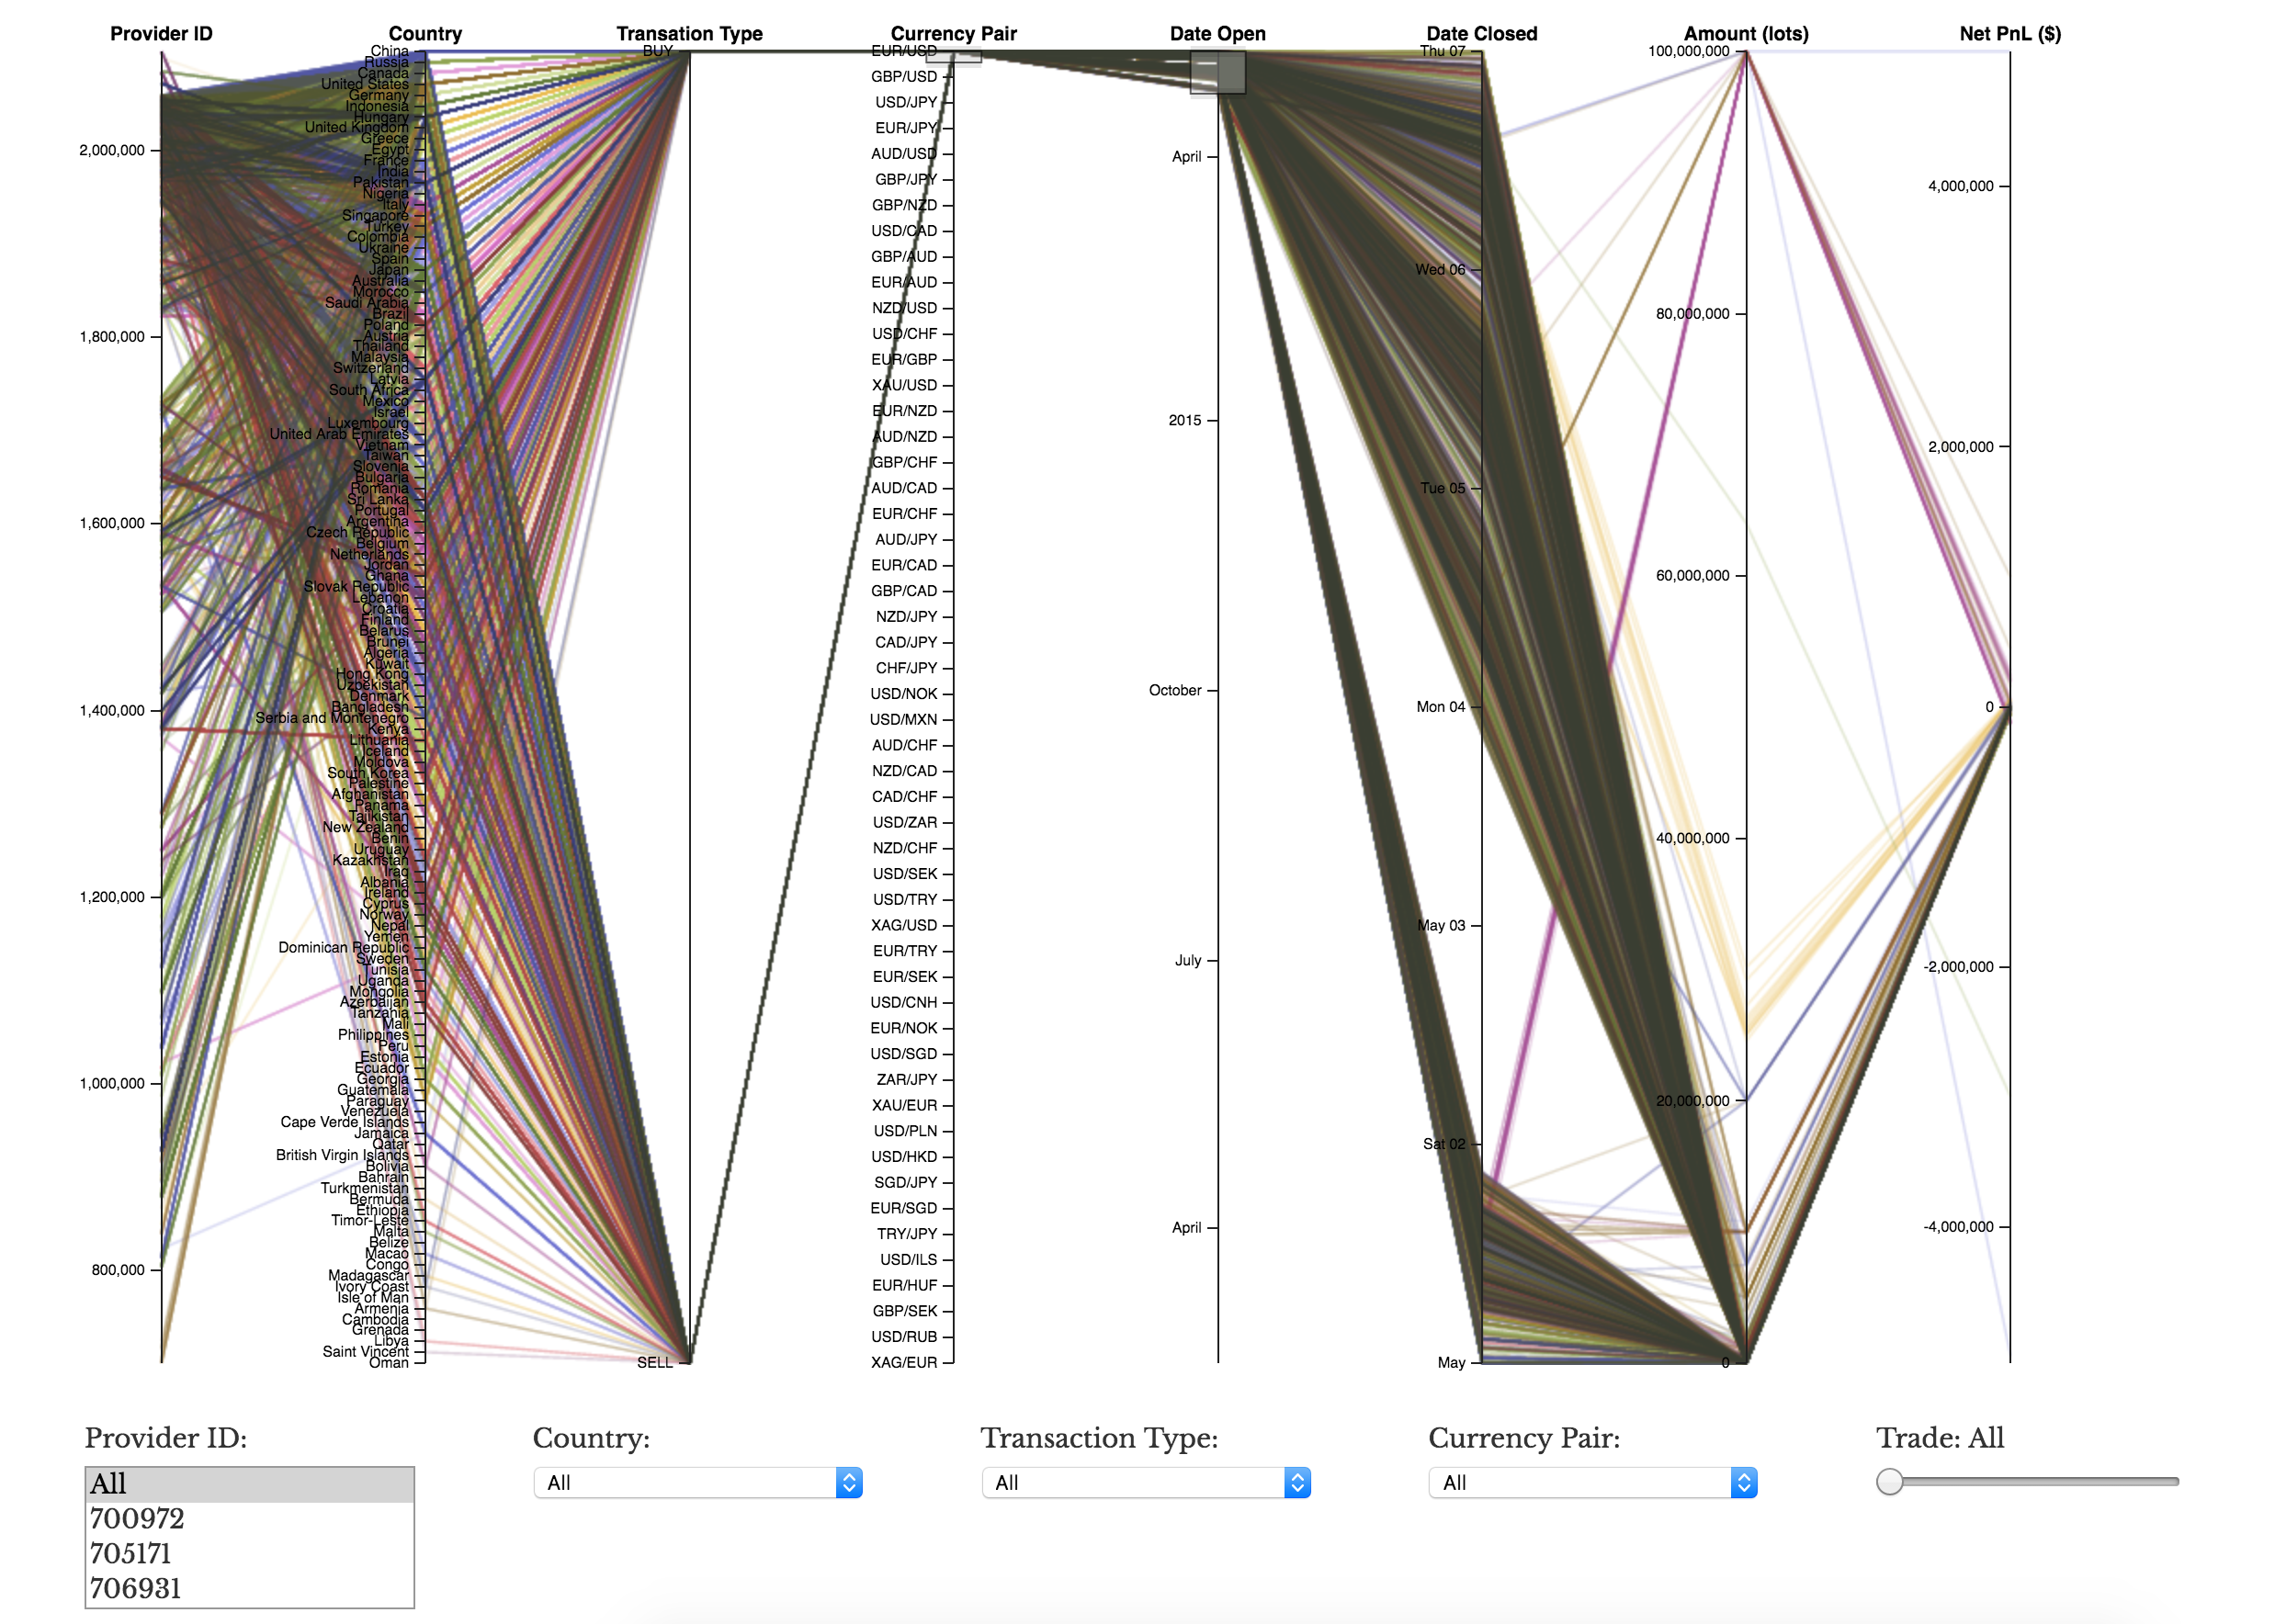 Provider ID
Country
Transation Type
Currency Pair
Date Open
Date Closed
Amount (lots)
Net PnL ($)
2,000,000
1,800,000
1,600,000
1,400,000
1,200,000
1,000,000
800,000
China
Russia
Canada
United States
Germany
Indonesia
Hungary
United Kingdom
Greece
Egypt
France
India
Pakistan
Nigeria
Italy
Singapore
Turkey
Colombia
Ukraine
Spain
Japan
Australia
Morocco
Saudi Arabia
Brazil
Poland
Austria
Thailand
Malaysia
Switzerland
Latvia
South Africa
Mexico
Israel
Luxembourg
United Arab Emirates
Vietnam
Taiwan
Slovenia
Bulgaria
Romania
Sri Lanka
Portugal
Argentina
Czech Republic
Belgium
Netherlands
Jordan
Ghana
Slovak Republic
Lebanon
Croatia
Finland
Belarus
Brunei
Algeria
Kuwait
Hong Kong
Uzbekistan
Denmark
Bangladesh
Serbia and Montenegro
Kenya
Lithuania
Iceland
Moldova
South Korea
Palestine
Afghanistan
Panama
Tajikistan
New Zealand
Benin
Uruguay
Kazakhstan
Iraq
Albania
Ireland
Cyprus
Norway
Nepal
Yemen
Dominican Republic
Sweden
Tunisia
Uganda
Mongolia
Azerbaijan
Tanzania
Mali
Philippines
Peru
Estonia
Ecuador
Georgia
Guatemala
Paraguay
Venezuela
Cape Verde Islands
Jamaica
Qatar
British Virgin Islands
Bolivia
Bahrain
Turkmenistan
Bermuda
Ethiopia
Timor-Leste
Malta
Belize
Macao
Congo
Madagascar
Ivory Coast
Isle of Man
Armenia
Cambodia
Grenada
Libya
Saint Vincent
Oman
BUY
SELL
EUR/USD
GBP/USD
USD/JPY
EUR/JPY
AUD/USD
GBP/JPY
GBP/NZD
USD/CAD
GBP/AUD
EUR/AUD
NZD/USD
USD/CHF
EUR/GBP
XAU/USD
EUR/NZD
AUD/NZD
GBP/CHF
AUD/CAD
EUR/CHF
AUD/JPY
EUR/CAD
GBP/CAD
NZD/JPY
CAD/JPY
CHF/JPY
USD/NOK
USD/MXN
AUD/CHF
NZD/CAD
CAD/CHF
USD/ZAR
NZD/CHF
USD/SEK
USD/TRY
XAG/USD
EUR/TRY
EUR/SEK
USD/CNH
EUR/NOK
USD/SGD
ZAR/JPY
XAU/EUR
USD/PLN
USD/HKD
SGD/JPY
EUR/SGD
TRY/JPY
USD/ILS
EUR/HUF
GBP/SEK
USD/RUB
XAG/EUR
April
2015
October
July
April
Thu 07
Wed 06
Tue 05
Mon 04
May 03
Sat 02
May
100,000,000
80,000,000
60,000,000
40,000,000
20,000,000
0
4,000,000
2,000,000
0
-2,000,000
-4,000,000
Provider ID:
All
700972
705171
706931
Country:
All
Transaction Type:
All
Currency Pair:
All
Trade: All